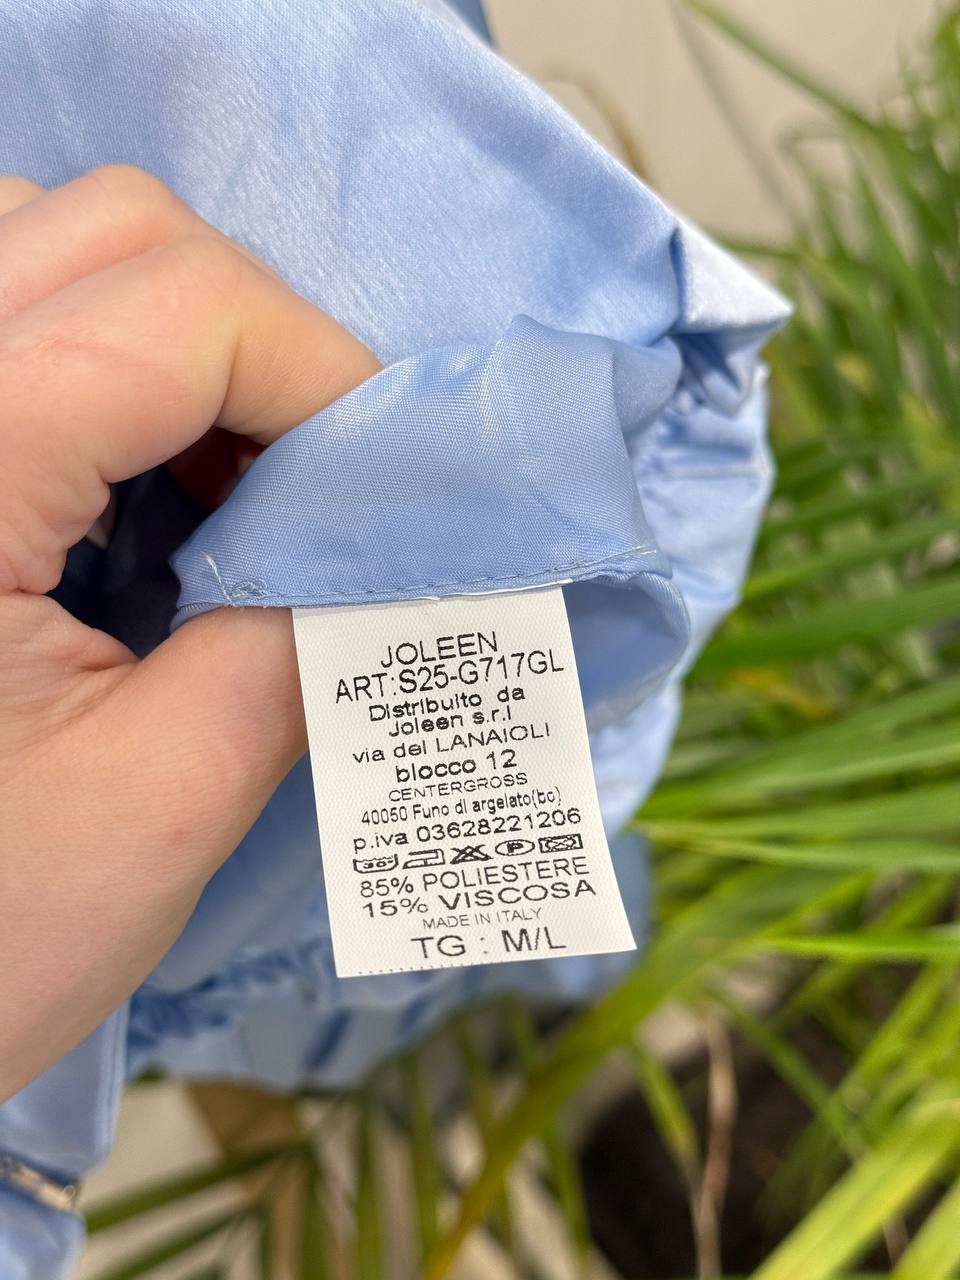 JOLEEN
ART:S25-G717GL
Distribuito da
Joleen s.r.l
via dei LANAIOLI
blocco 12
CENTERGROSS
40050 Funo di argelato(bo)
p.iva 03628221206
85% POLIESTERE
15% VISCOSA
MADE IN ITALY
TG : M/L